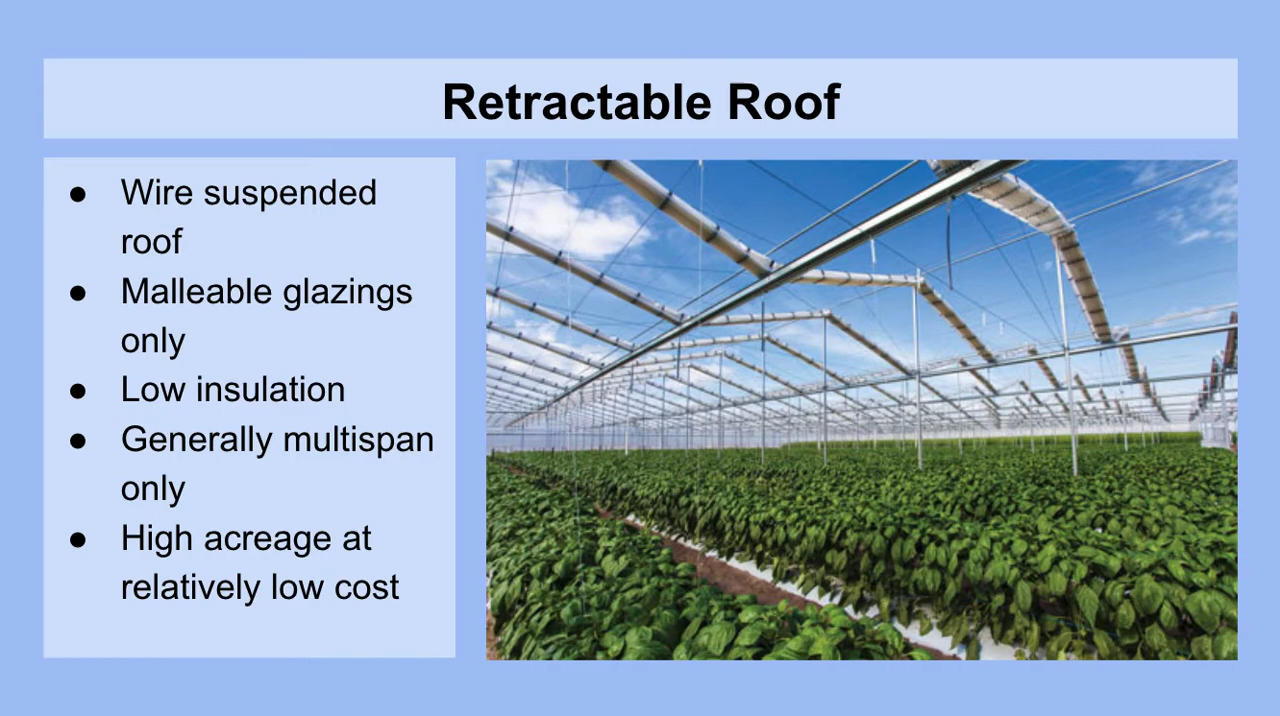 Retractable Roof
● Wire suspended
roof
● Malleable glazings
only
● Low insulation
● Generally multispan
only
● High acreage at
relatively low cost